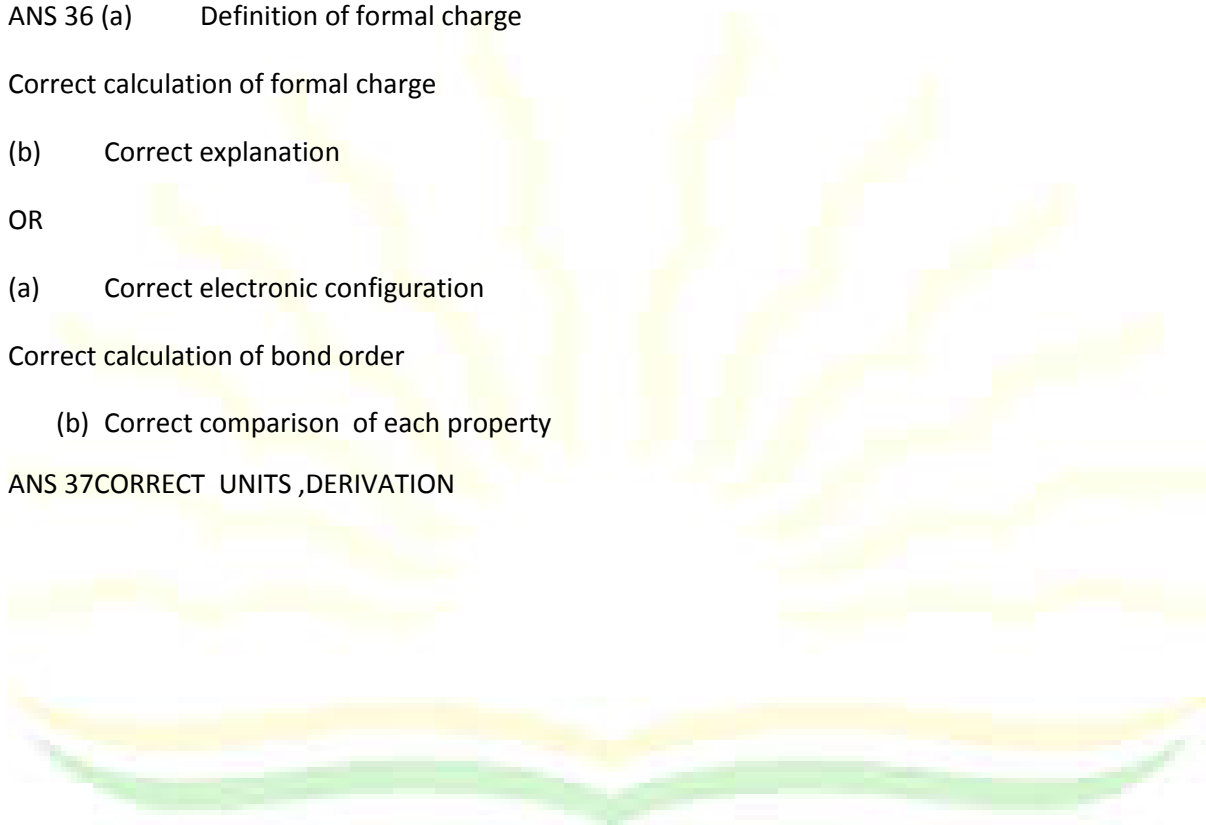 ANS 36 (a) Definition of formal charge
Correct calculation of formal charge
(b) Correct explanation
OR
(a) Correct electronic configuration
Correct calculation of bond order
(b) Correct comparison of each property
ANS 37CORRECT UNITS ,DERIVATION